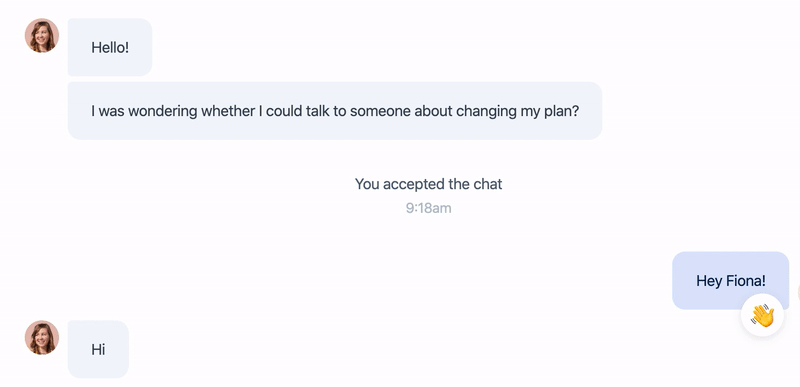 Hello!
I was wondering whether I could talk to someone about changing my plan?
You accepted the chat
9:18am
Hey Fiona!
Hi